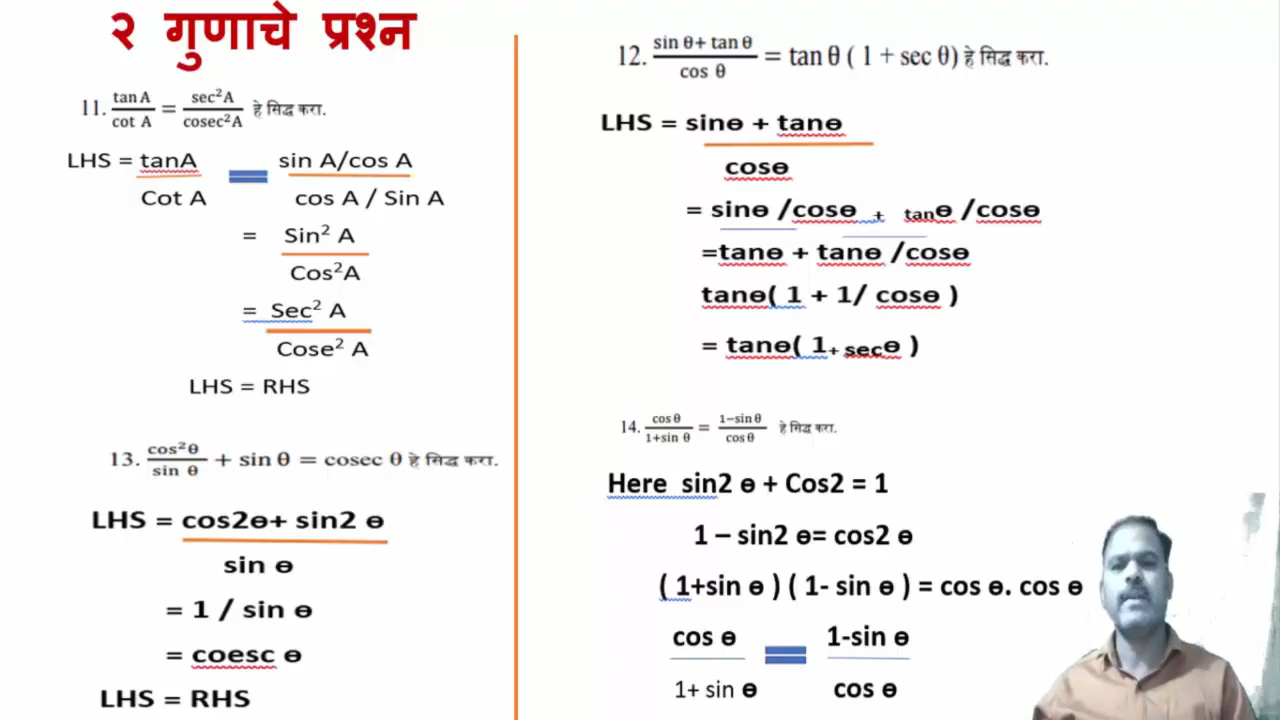 २ गुणाचे प्रश्न
11. tan A / cot A = sec²A / cosec²A हे सिद्ध करा.
LHS = tanA / Cot A = sin A/cos A / cos A / Sin A
= Sin² A / Cos²A
= Sec² A / Cose² A
LHS = RHS
13. cos²θ / sin θ + sin θ = cosec θ हे सिद्ध करा.
LHS = cos2ɵ+ sin2 ɵ
sin ɵ
= 1 / sin ɵ
= coesc ɵ
LHS = RHS
12. sin θ+ tan θ / cos θ = tan θ ( 1 + sec θ) हे सिद्ध करा.
LHS = sinɵ + tanɵ
cosɵ
= sinɵ /cosɵ + tanɵ /cosɵ
=tanɵ + tanɵ /cosɵ
tanɵ( 1 + 1/ cosɵ )
= tanɵ( 1+ secɵ )
14. cos θ / 1+sin θ = 1−sin θ / cos θ हे सिद्ध करा.
Here sin2 ɵ + Cos2 = 1
1 – sin2 ɵ= cos2 ɵ
( 1+sin ɵ ) ( 1- sin ɵ ) = cos ɵ. cos ɵ
cos ɵ = 1-sin ɵ
1+ sin ɵ cos ɵ